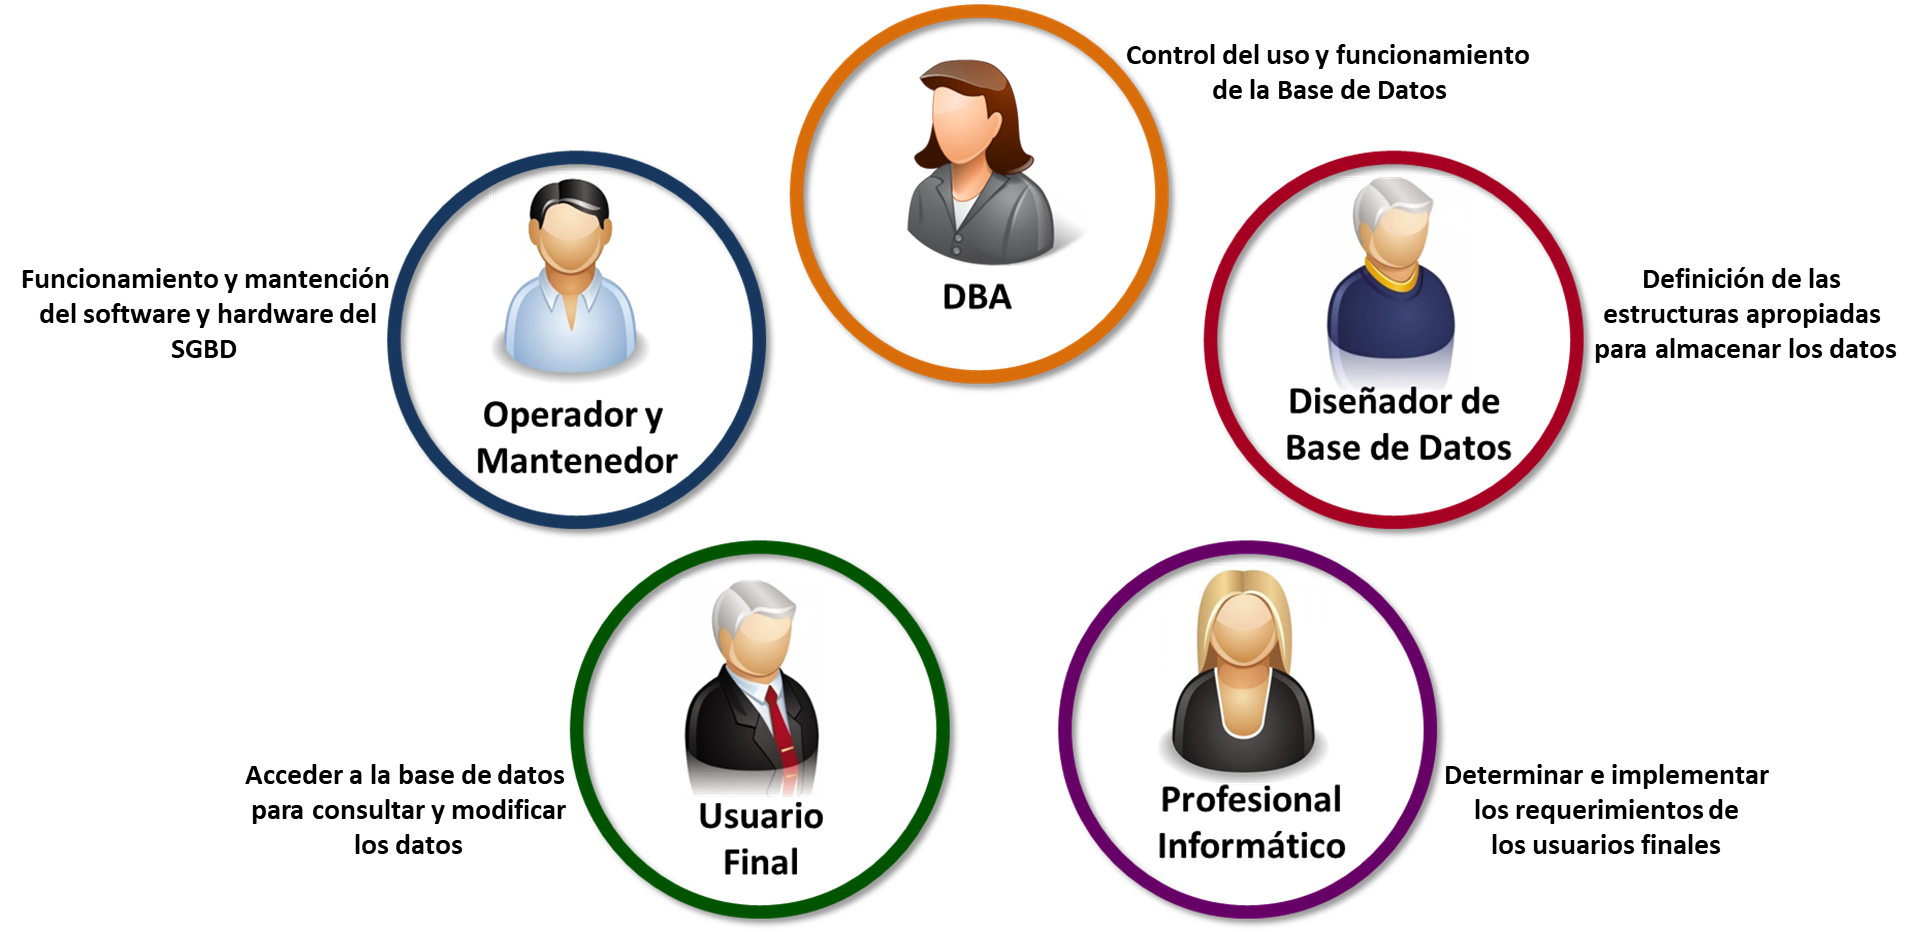 Control del uso y funcionamiento
de la Base de Datos
DBA
Funcionamiento y mantención
del software y hardware del
SGBD
Operador y
Mantenedor
Definición de las
estructuras apropiadas
para almacenar los datos
Diseñador de
Base de Datos
Acceder a la base de datos
para consultar y modificar
los datos
Usuario
Final
Profesional
Informático
Determinar e implementar
los requerimientos de
los usuarios finales